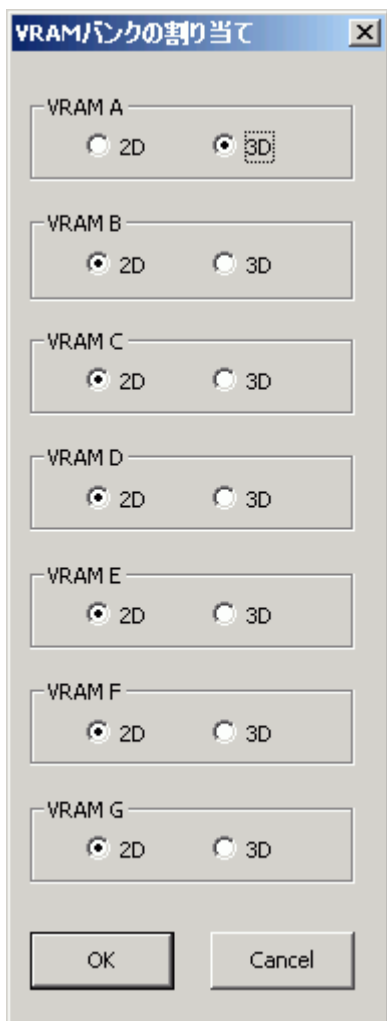 VRAMバンクの割り当て
VRAM A
2D 3D
VRAM B
2D 3D
VRAM C
2D 3D
VRAM D
2D 3D
VRAM E
2D 3D
VRAM F
2D 3D
VRAM G
2D 3D
OK Cancel